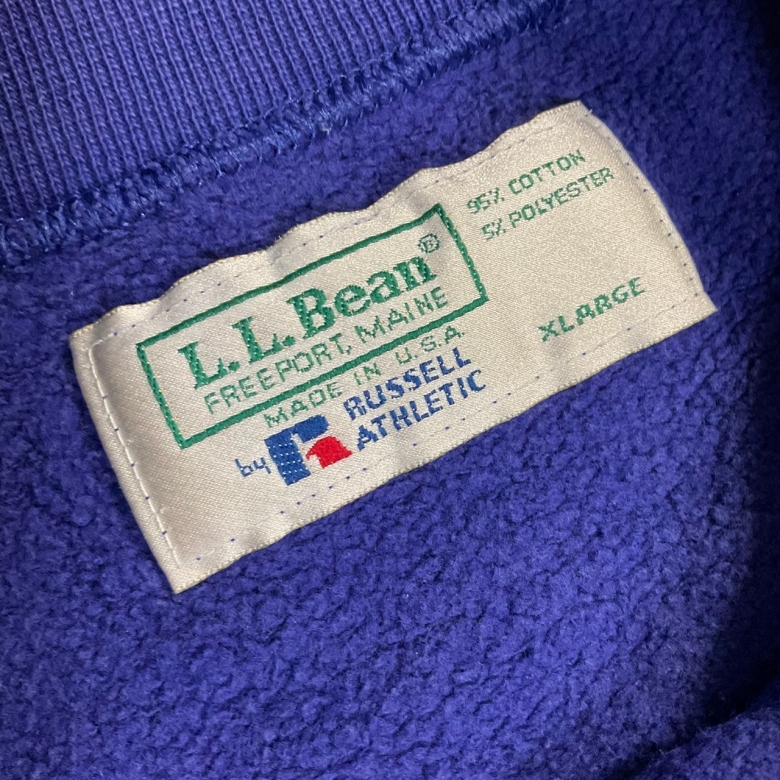 L.L.Bean®
FREEPORT, MAINE
MADE IN U.S.A.
by RUSSELL
ATHLETIC
95% COTTON
5% POLYESTER
XLARGE